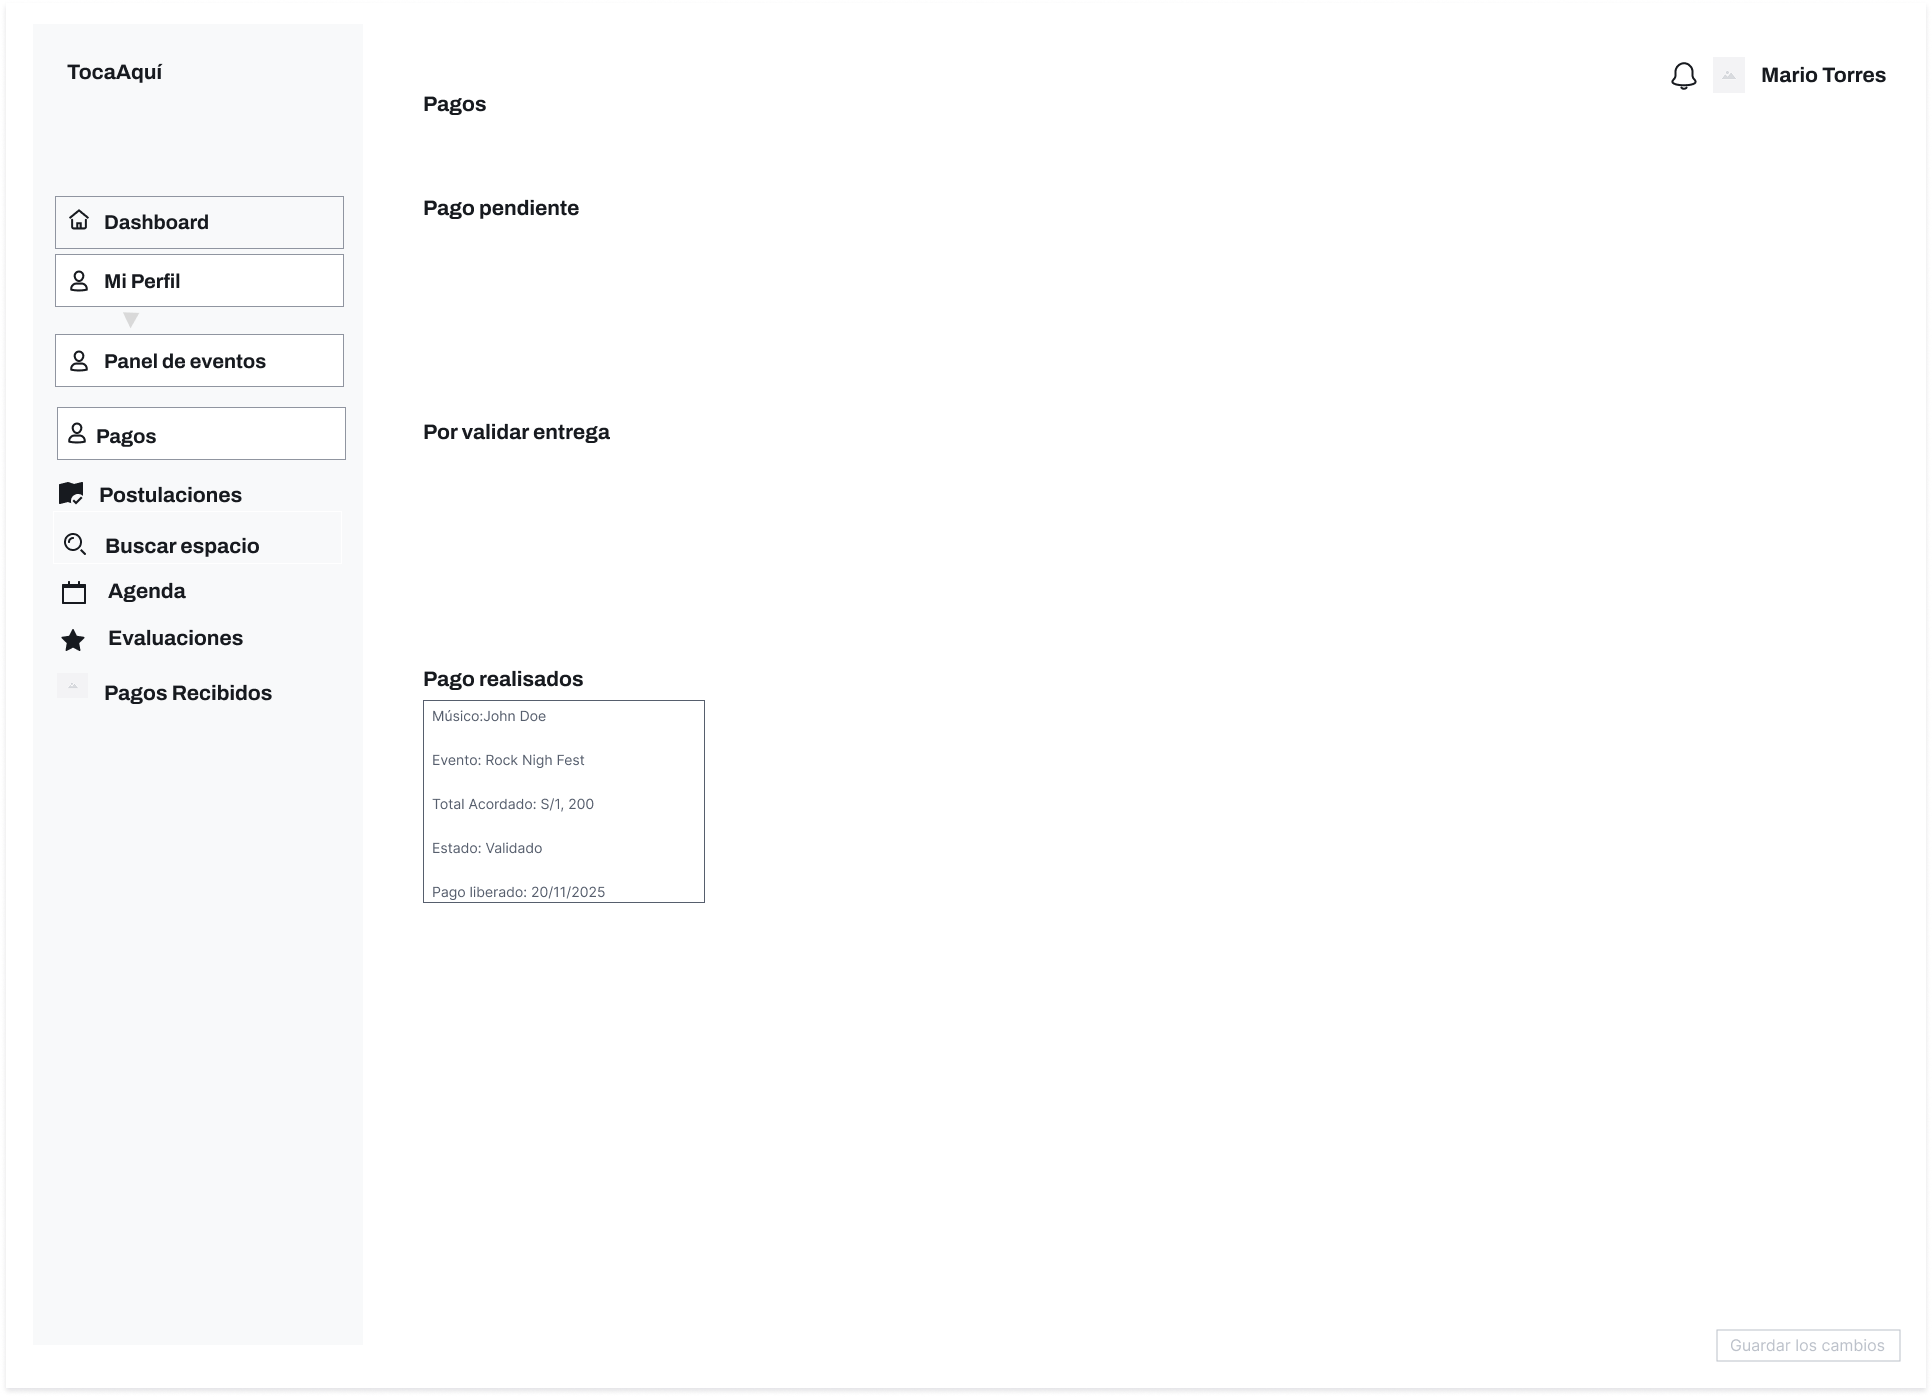 TocaAquí
Mario Torres
Pagos
Pago pendiente
Dashboard
Mi Perfil
Panel de eventos
Pagos
Por validar entrega
Postulaciones
Buscar espacio
Agenda
Evaluaciones
Pagos Recibidos
Pago realisados
Músico:John Doe
Evento: Rock Nigh Fest
Total Acordado: S/1, 200
Estado: Validado
Pago liberado: 20/11/2025
Guardar los cambios